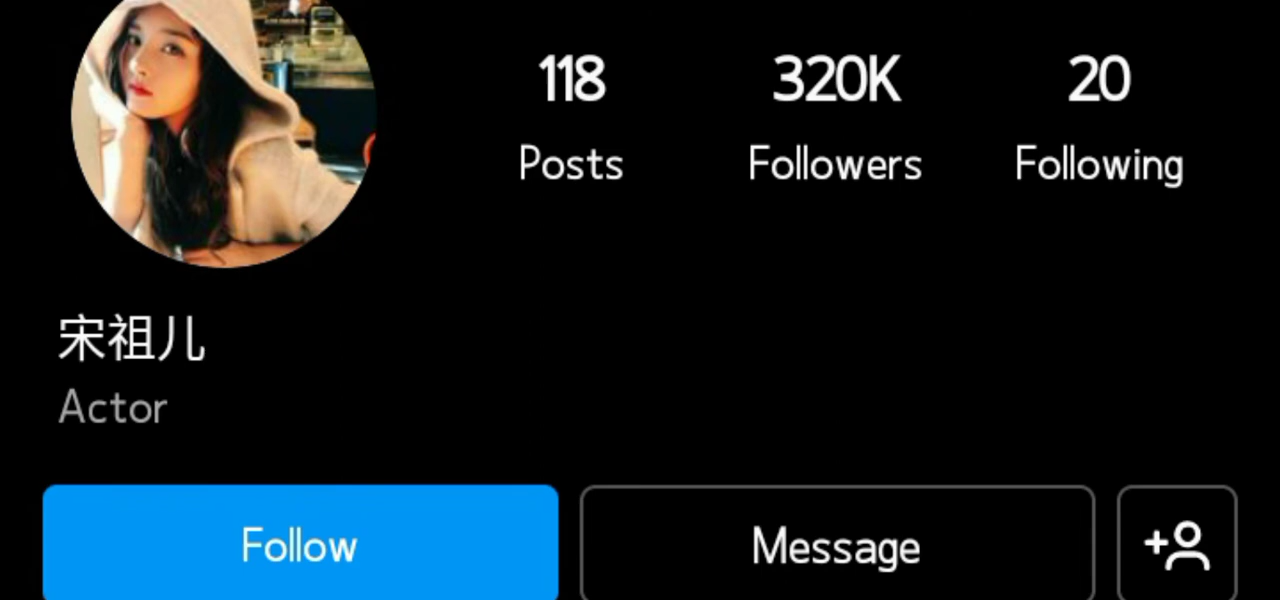 118 320K 20
Posts Followers Following
宋祖儿
Actor
Follow Message